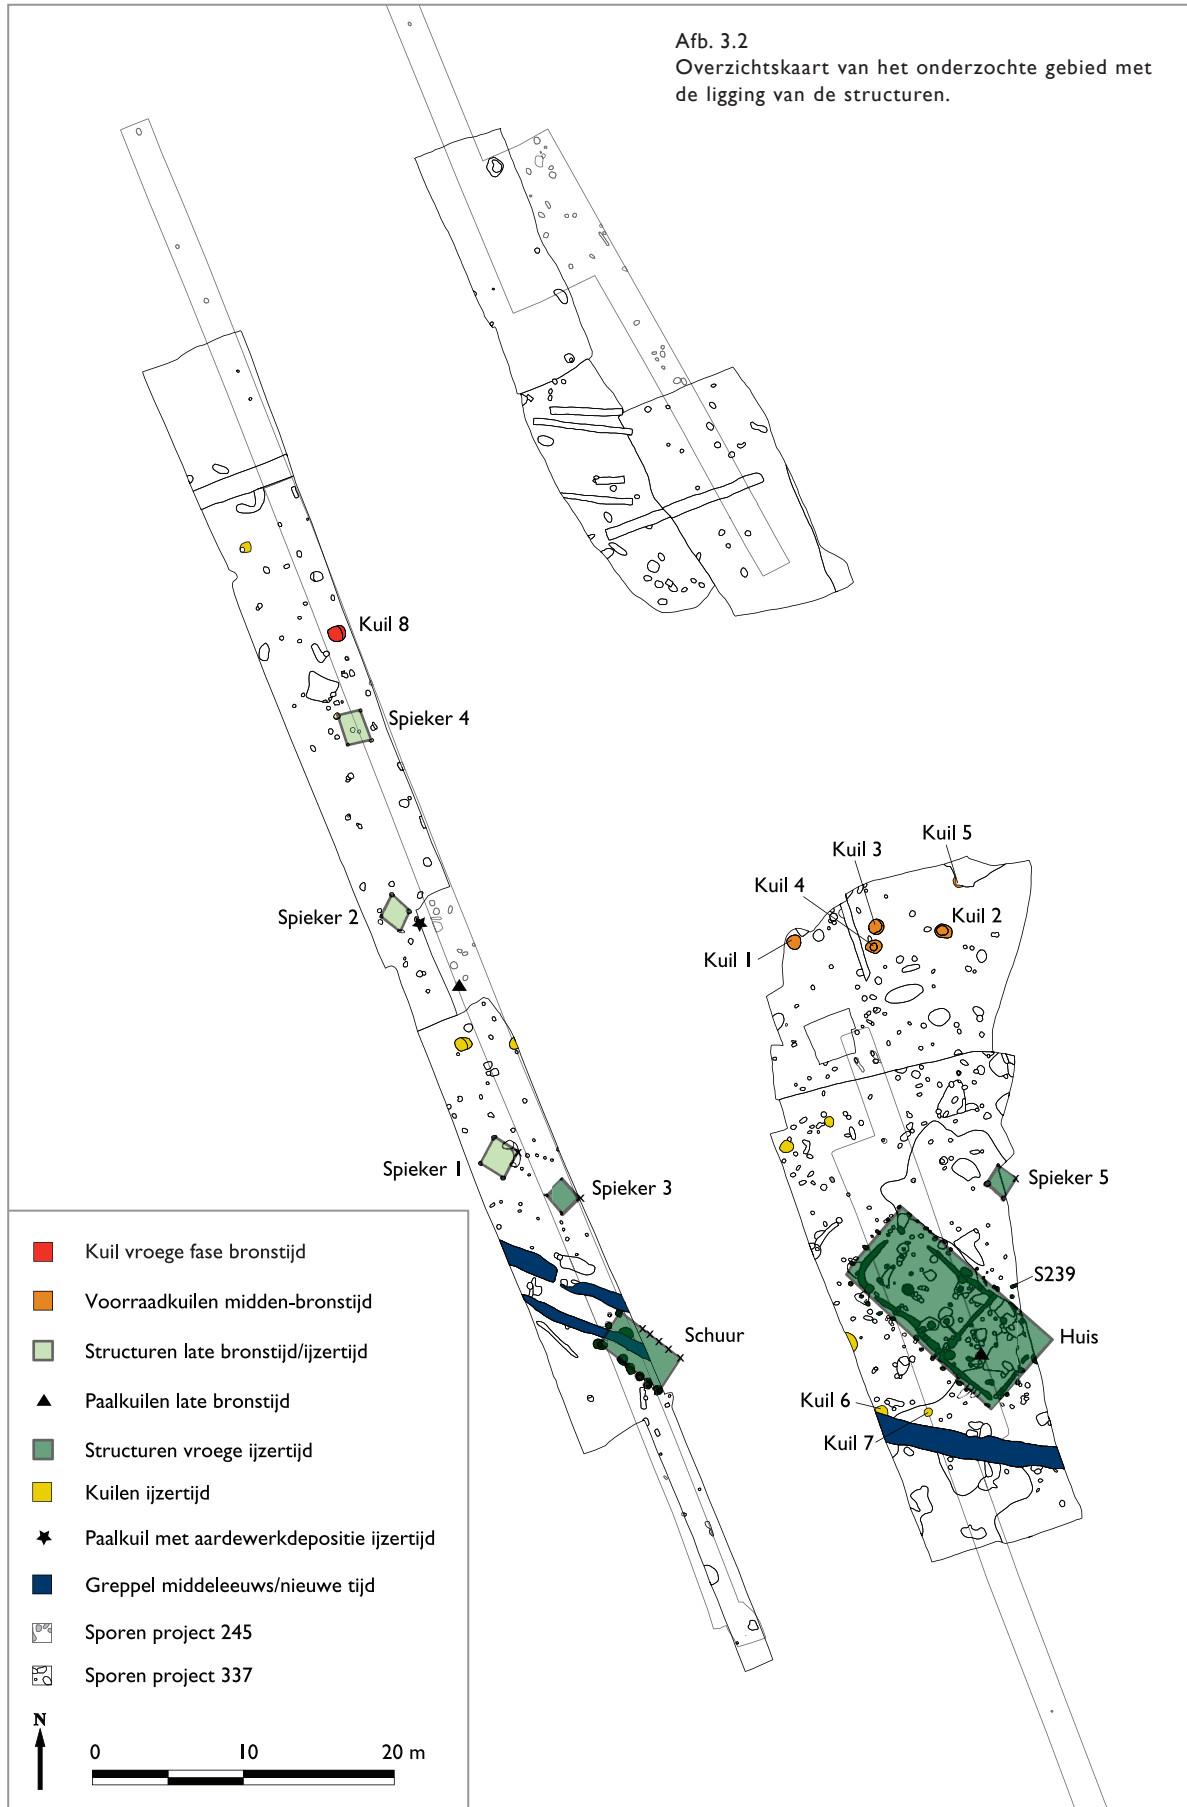 Afb. 3.2
Overzichtskaart van het onderzochte gebied met
de ligging van de structuren.
Kuil 8
Spieker 4
Spieker 2
Kuil 5
Kuil 3
Kuil 4
Kuil 2
Kuil 1
Spieker 1
Spieker 3
Spieker 5
S239
Schuur
Huis
Kuil 6
Kuil 7
Kuil vroege fase bronstijd
Voorraadkuilen midden-bronstijd
Structuren late bronstijd/ijzertijd
Paalkuilen late bronstijd
Structuren vroege ijzertijd
Kuilen ijzertijd
Paalkuil met aardewerkdepositie ijzertijd
Greppel middeleeuws/nieuwe tijd
Sporen project 245
Sporen project 337
N
0 10 20 m